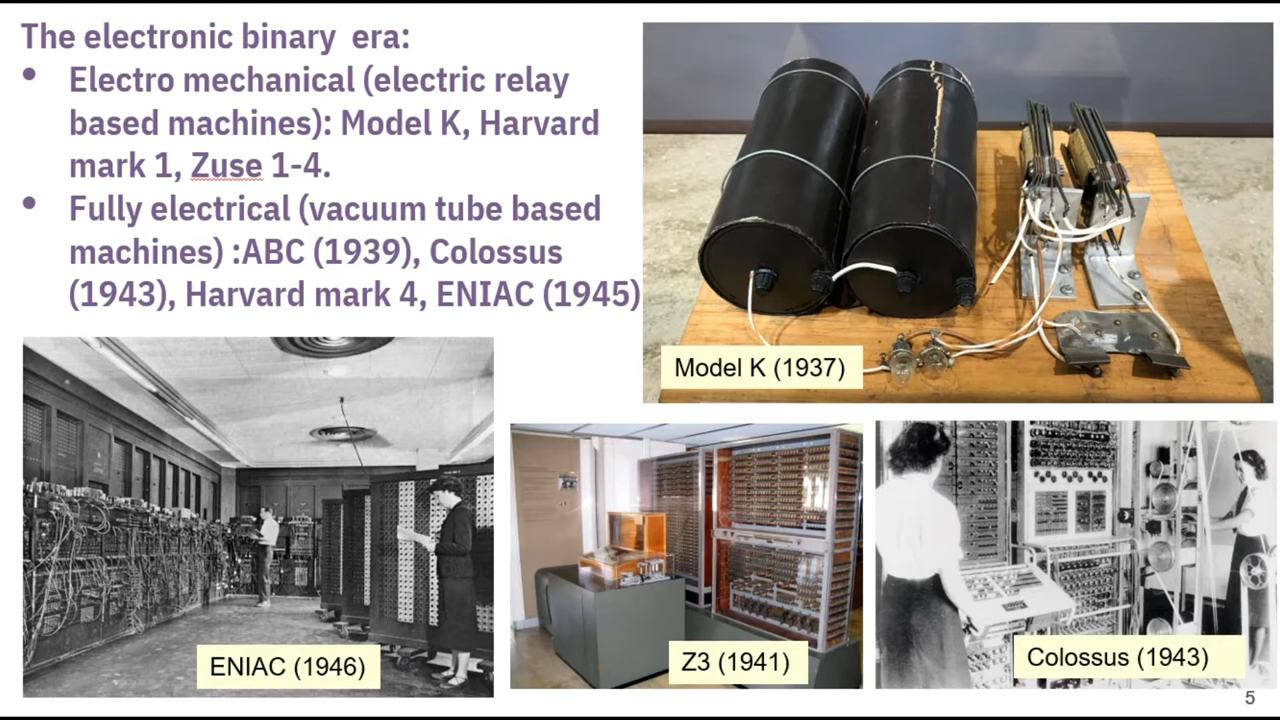 The electronic binary  era:
• Electro mechanical (electric relay
based machines): Model K, Harvard
mark 1, Zuse 1-4.
• Fully electrical (vacuum tube based
machines) :ABC (1939), Colossus
(1943), Harvard mark 4, ENIAC (1945)
Model K (1937)
ENIAC (1946)
Z3 (1941)
Colossus (1943)
5